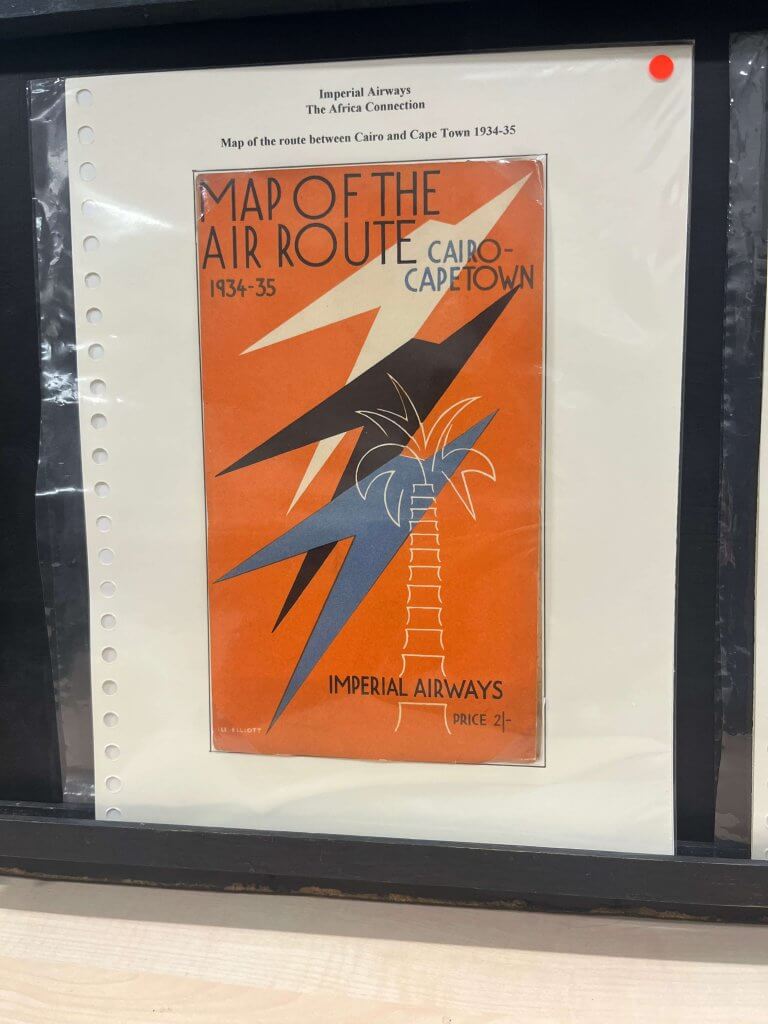 Imperial Airways
The Africa Connection
Map of the route between Cairo and Cape Town 1934-35
MAP OF THE
AIR ROUTE CAIRO-
1934-35 CAPETOWN
IMPERIAL AIRWAYS
PRICE 2/-
ELLIOTT